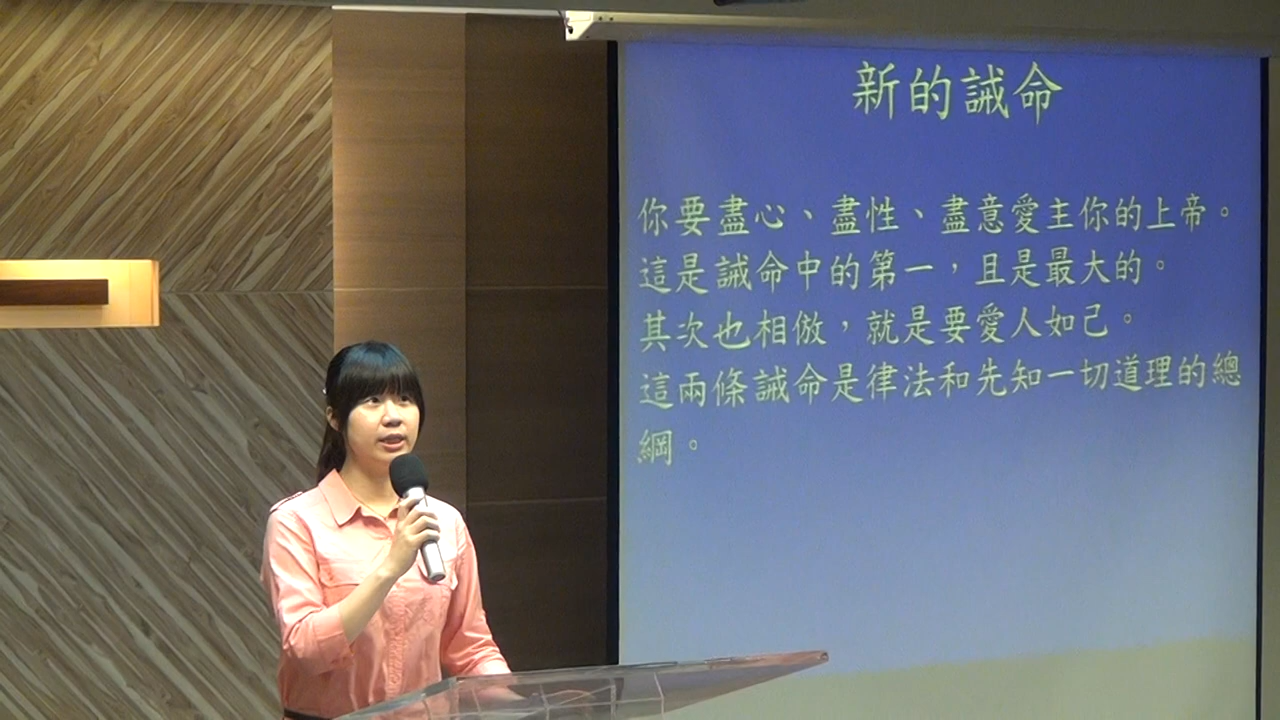 新的誡命
你要盡心、盡性、盡意愛主你的上帝。
這是誡命中的第一，且是最大的。
其次也相倣，就是要愛人如己。
這兩條誡命是律法和先知一切道理的總
綱。